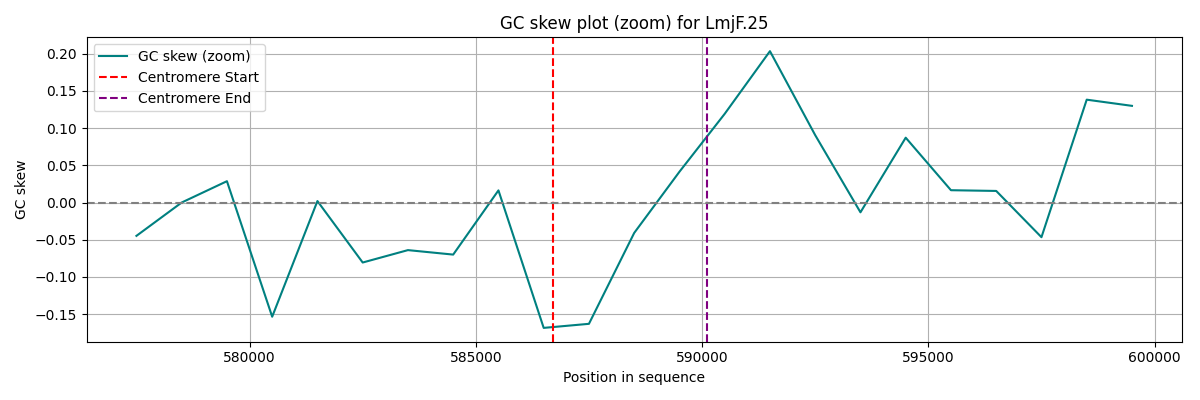 GC skew plot (zoom) for LmjF.25
GC skew (zoom)
Centromere Start
Centromere End
GC skew
0.20
0.15
0.10
0.05
0.00
−0.05
−0.10
−0.15
580000
585000
590000
595000
600000
Position in sequence